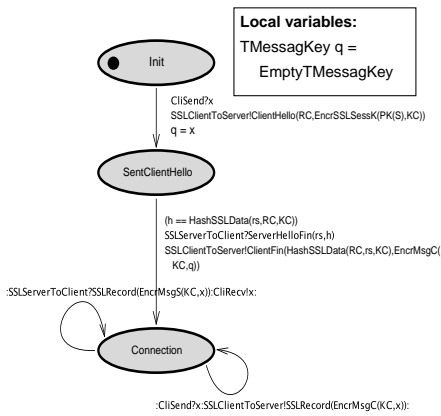 Local variables:
TMessagKey q =
EmptyTMessagKey
Init
CliSend?x
SSLClientToServer!ClientHello(RC,EncrSSLSessK(PK(S),KC))
q = x
SentClientHello
(h == HashSSLData(rs,RC,KC))
SSLServerToClient?ServerHelloFin(rs,h)
SSLClientToServer!ClientFin(HashSSLData(RC,rs,KC),EncrMsgC(
KC,q))
:SSLServerToClient?SSLRecord(EncrMsgS(KC,x)):CliRecv!x:
Connection
:CliSend?x:SSLClientToServer!SSLRecord(EncrMsgC(KC,x)):